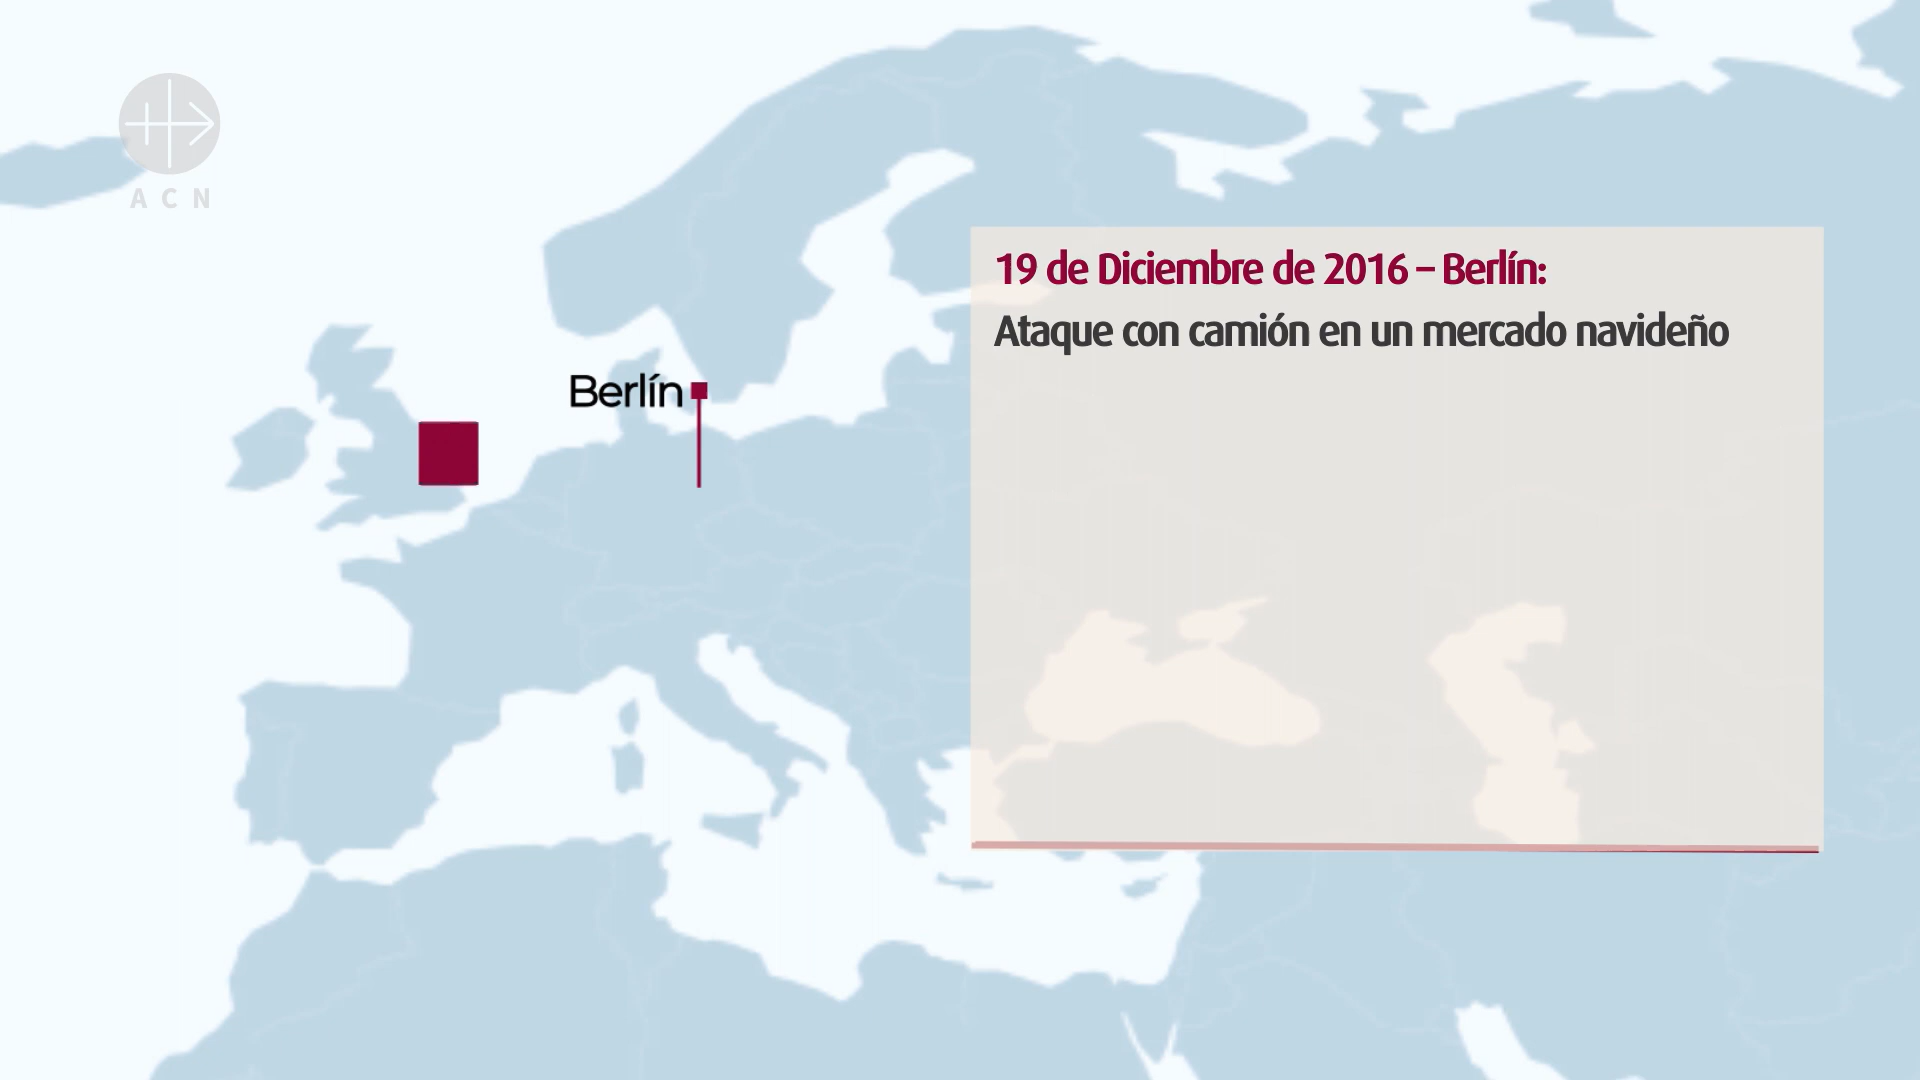 ACN
19 de Diciembre de 2016 – Berlín:
Ataque con camión en un mercado navideño
Berlín